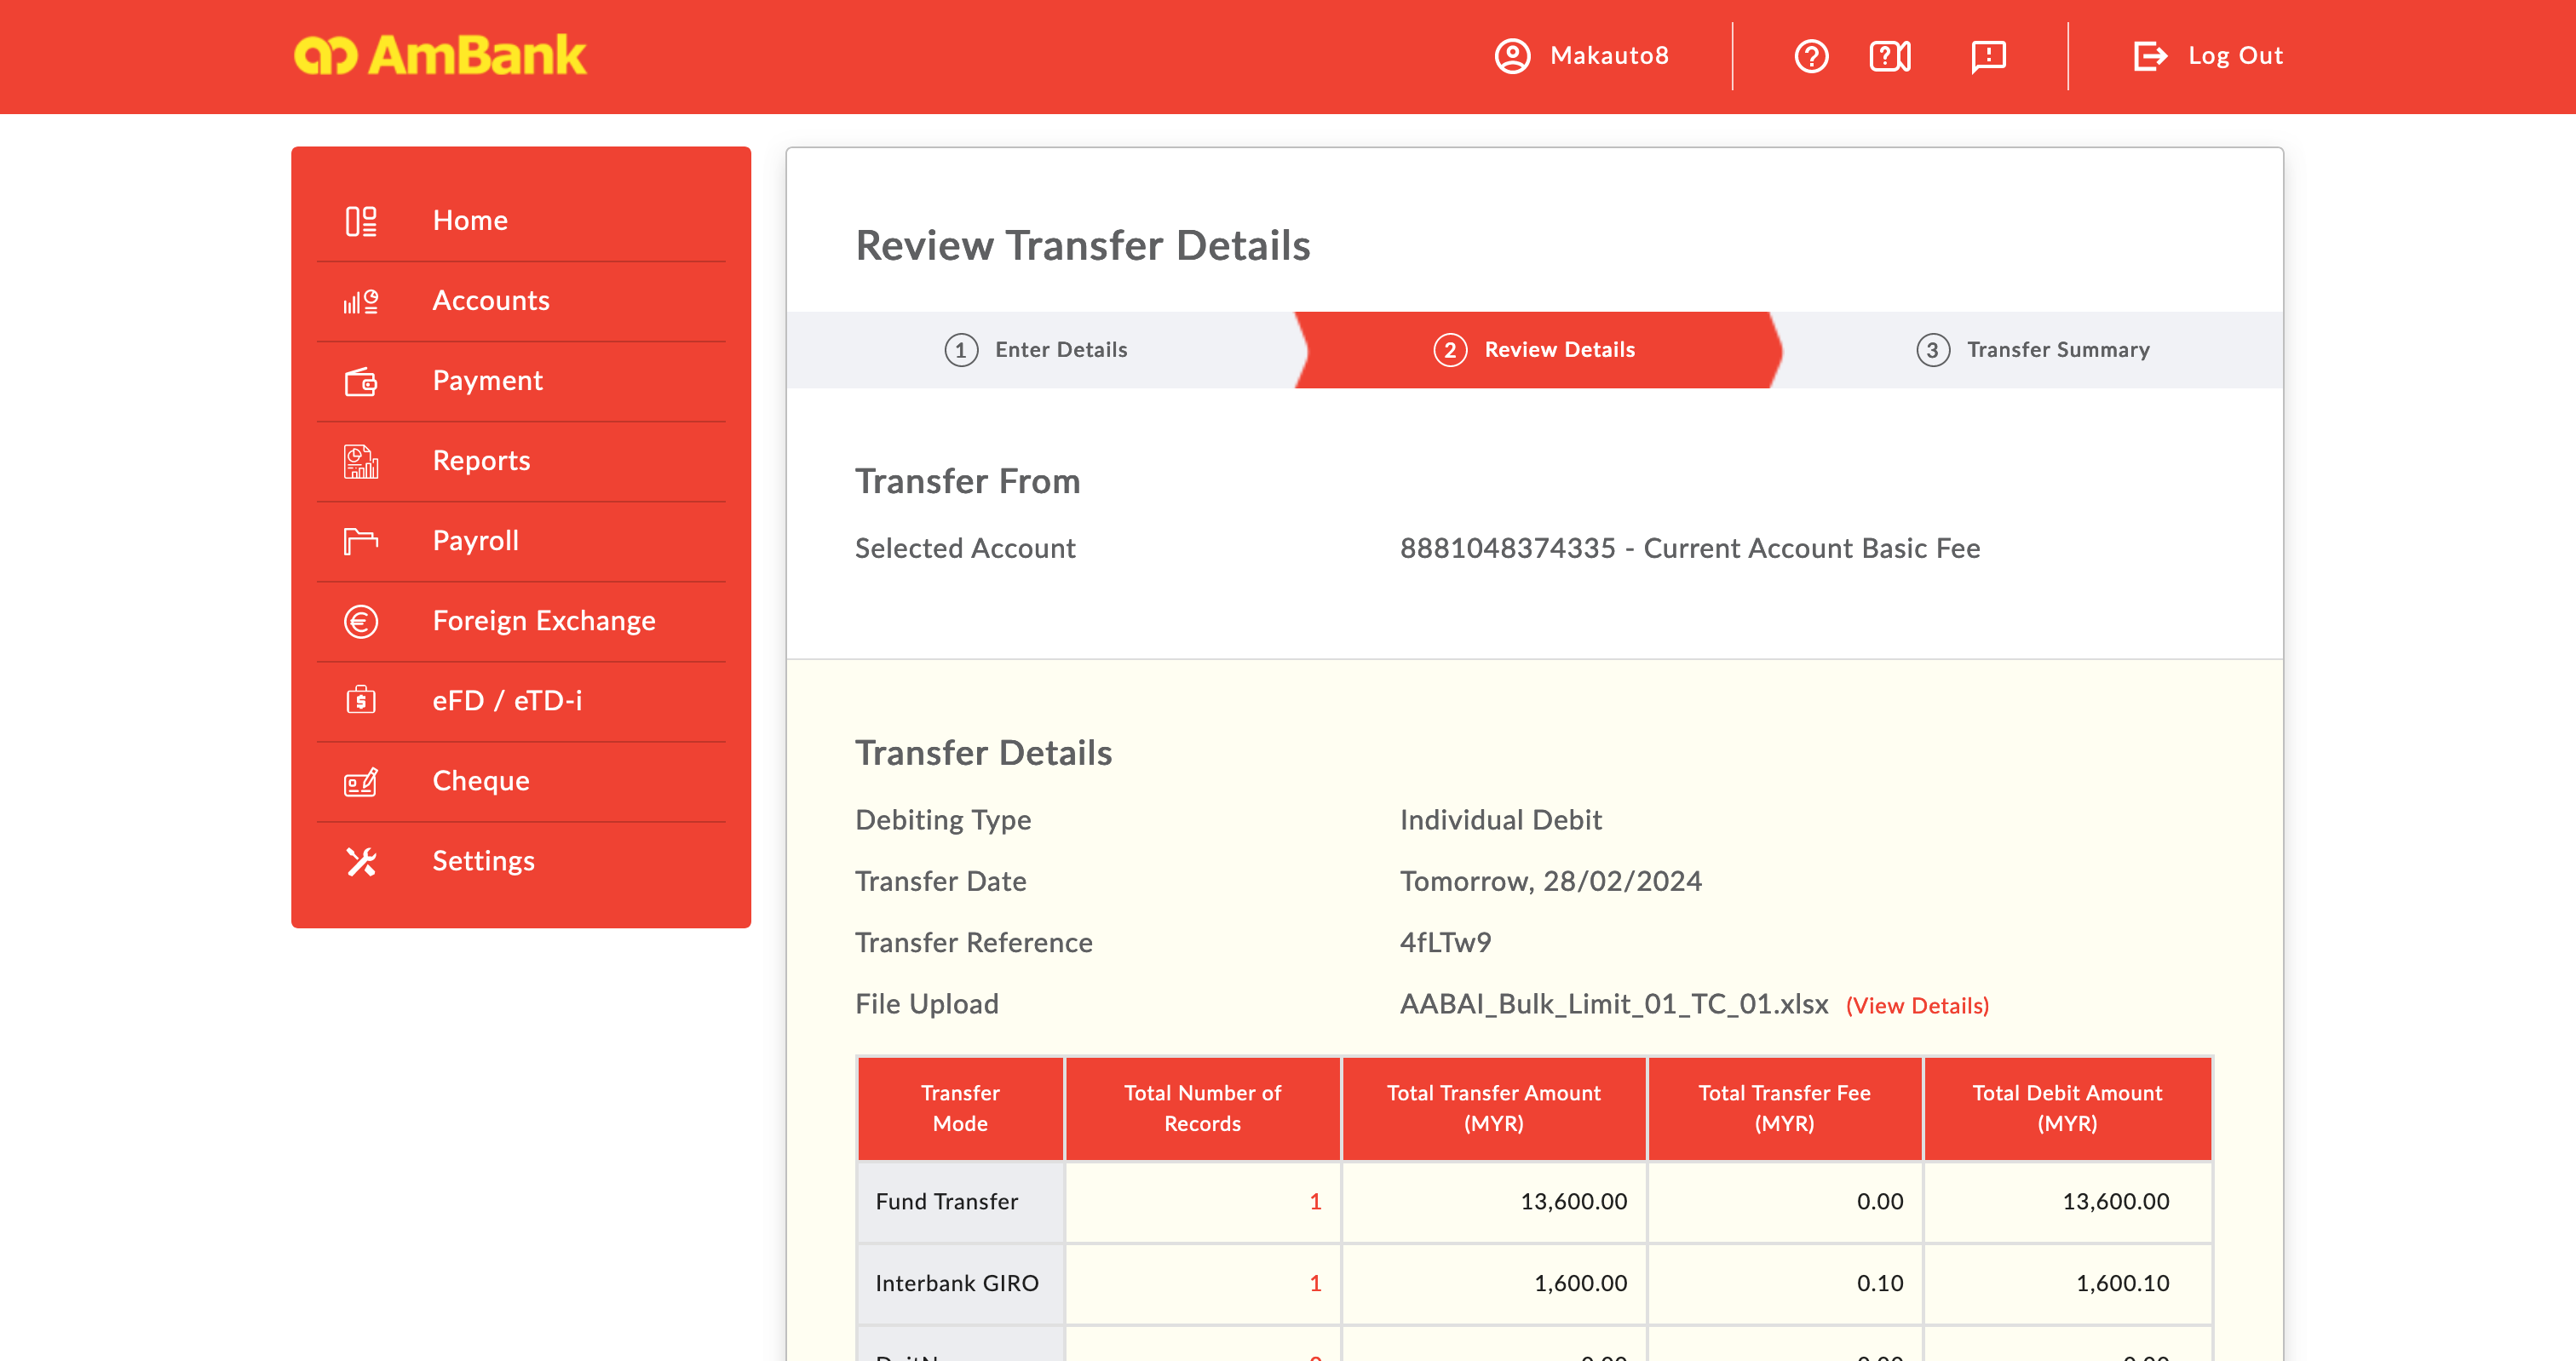 AmBank
Makauto8
Log Out
Home
Accounts
Payment
Reports
Payroll
Foreign Exchange
eFD / eTD-i
Cheque
Settings
Review Transfer Details
1 Enter Details
2 Review Details
3 Transfer Summary
Transfer From
Selected Account 8881048374335 - Current Account Basic Fee
Transfer Details
Debiting Type Individual Debit
Transfer Date Tomorrow, 28/02/2024
Transfer Reference 4fLTw9
File Upload AABAI_Bulk_Limit_01_TC_01.xlsx (View Details)
Transfer Mode Total Number of Records Total Transfer Amount (MYR) Total Transfer Fee (MYR) Total Debit Amount (MYR)
Fund Transfer 1 13,600.00 0.00 13,600.00
Interbank GIRO 1 1,600.00 0.10 1,600.10